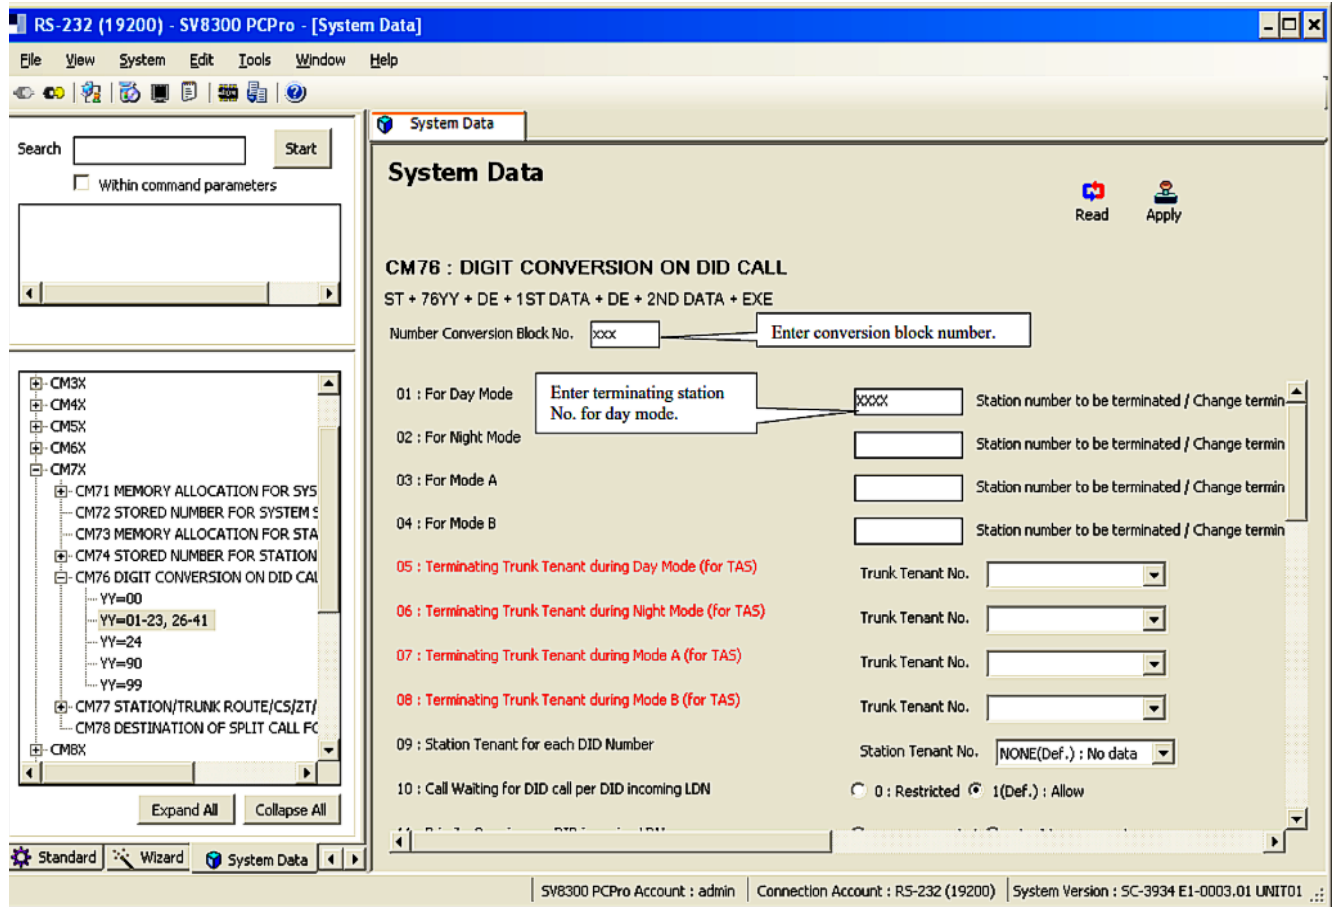 RS-232 (19200) - SV8300 PCPro - [System Data]
File View System Edit Tools Window Help
System Data
Search Start
Within command parameters
System Data
Read Apply
CM76 : DIGIT CONVERSION ON DID CALL
ST + 76YY + DE + 1ST DATA + DE + 2ND DATA + EXE
Number Conversion Block No. xxx Enter conversion block number.
CM3X
CM4X
CM5X
CM6X
CM7X
CM71 MEMORY ALLOCATION FOR SYS
CM72 STORED NUMBER FOR SYSTEM S
CM73 MEMORY ALLOCATION FOR STA
CM74 STORED NUMBER FOR STATION
CM76 DIGIT CONVERSION ON DID CAL
YY=00
YY=01-23, 26-41
YY=24
YY=90
YY=99
CM77 STATION/TRUNK ROUTE/CS/ZT/
CM78 DESTINATION OF SPLIT CALL FO
CM8X
Expand All Collapse All
Standard Wizard System Data
01 : For Day Mode
Enter terminating station
No. for day mode.
XXXX Station number to be terminated / Change termin
02 : For Night Mode Station number to be terminated / Change termin
03 : For Mode A Station number to be terminated / Change termin
04 : For Mode B Station number to be terminated / Change termin
05 : Terminating Trunk Tenant during Day Mode (for TAS) Trunk Tenant No.
06 : Terminating Trunk Tenant during Night Mode (for TAS) Trunk Tenant No.
07 : Terminating Trunk Tenant during Mode A (for TAS) Trunk Tenant No.
08 : Terminating Trunk Tenant during Mode B (for TAS) Trunk Tenant No.
09 : Station Tenant for each DID Number Station Tenant No. NONE(Def.) : No data
10 : Call Waiting for DID call per DID incoming LDN 0 : Restricted 1(Def.) : Allow
SV8300 PCPro Account : admin Connection Account : RS-232 (19200) System Version : SC-3934 E1-0003.01 UNIT01